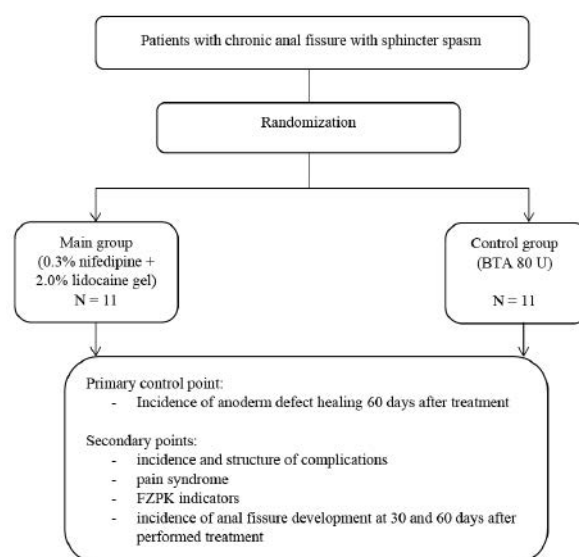 Patients with chronic anal fissure with sphincter spasm
Randomization
Main group
(0.3% nifedipine +
2.0% lidocaine gel)
N = 11
Control group
(BTA 80 U)
N = 11
Primary control point:
- Incidence of anoderm defect healing 60 days after treatment
Secondary points:
- incidence and structure of complications
- pain syndrome
- FZPK indicators
- incidence of anal fissure development at 30 and 60 days after
performed treatment